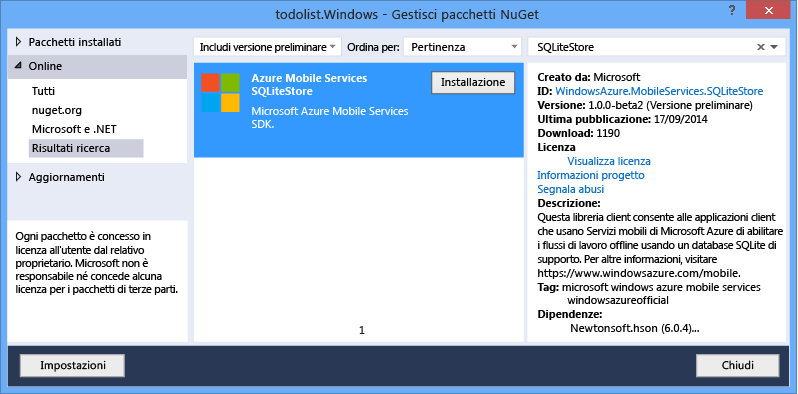 todolist.Windows - Gestisci pacchetti NuGet
? ×
Pacchetti installati
Online
Tutti
nuget.org
Microsoft e .NET
Risultati ricerca
Aggiornamenti
Ogni pacchetto è concesso in
licenza all'utente dal relativo
proprietario. Microsoft non è
responsabile né concede alcuna
licenza per i pacchetti di terze parti.
Includi versione preliminare
Ordina per: Pertinenza
SQLiteStore
Azure Mobile Services
SQLiteStore
Installazione
Microsoft Azure Mobile Services
SDK.
1
Creato da: Microsoft
ID: WindowsAzure.MobileServices.SQLiteStore
Versione: 1.0.0-beta2 (Versione preliminare)
Ultima pubblicazione: 17/09/2014
Download: 1190
Licenza
Visualizza licenza
Informazioni progetto
Segnala abusi
Descrizione:
Questa libreria client consente alle applicazioni client
che usano Servizi mobili di Microsoft Azure di abilitare
i flussi di lavoro offline usando un database SQLite di
supporto. Per altre informazioni, visitare
https://www.windowsazure.com/mobile.
Tag: microsoft windows azure mobile services
windowsazureofficial
Dipendenze:
Newtonsoft.hson (6.0.4)...
Impostazioni
Chiudi